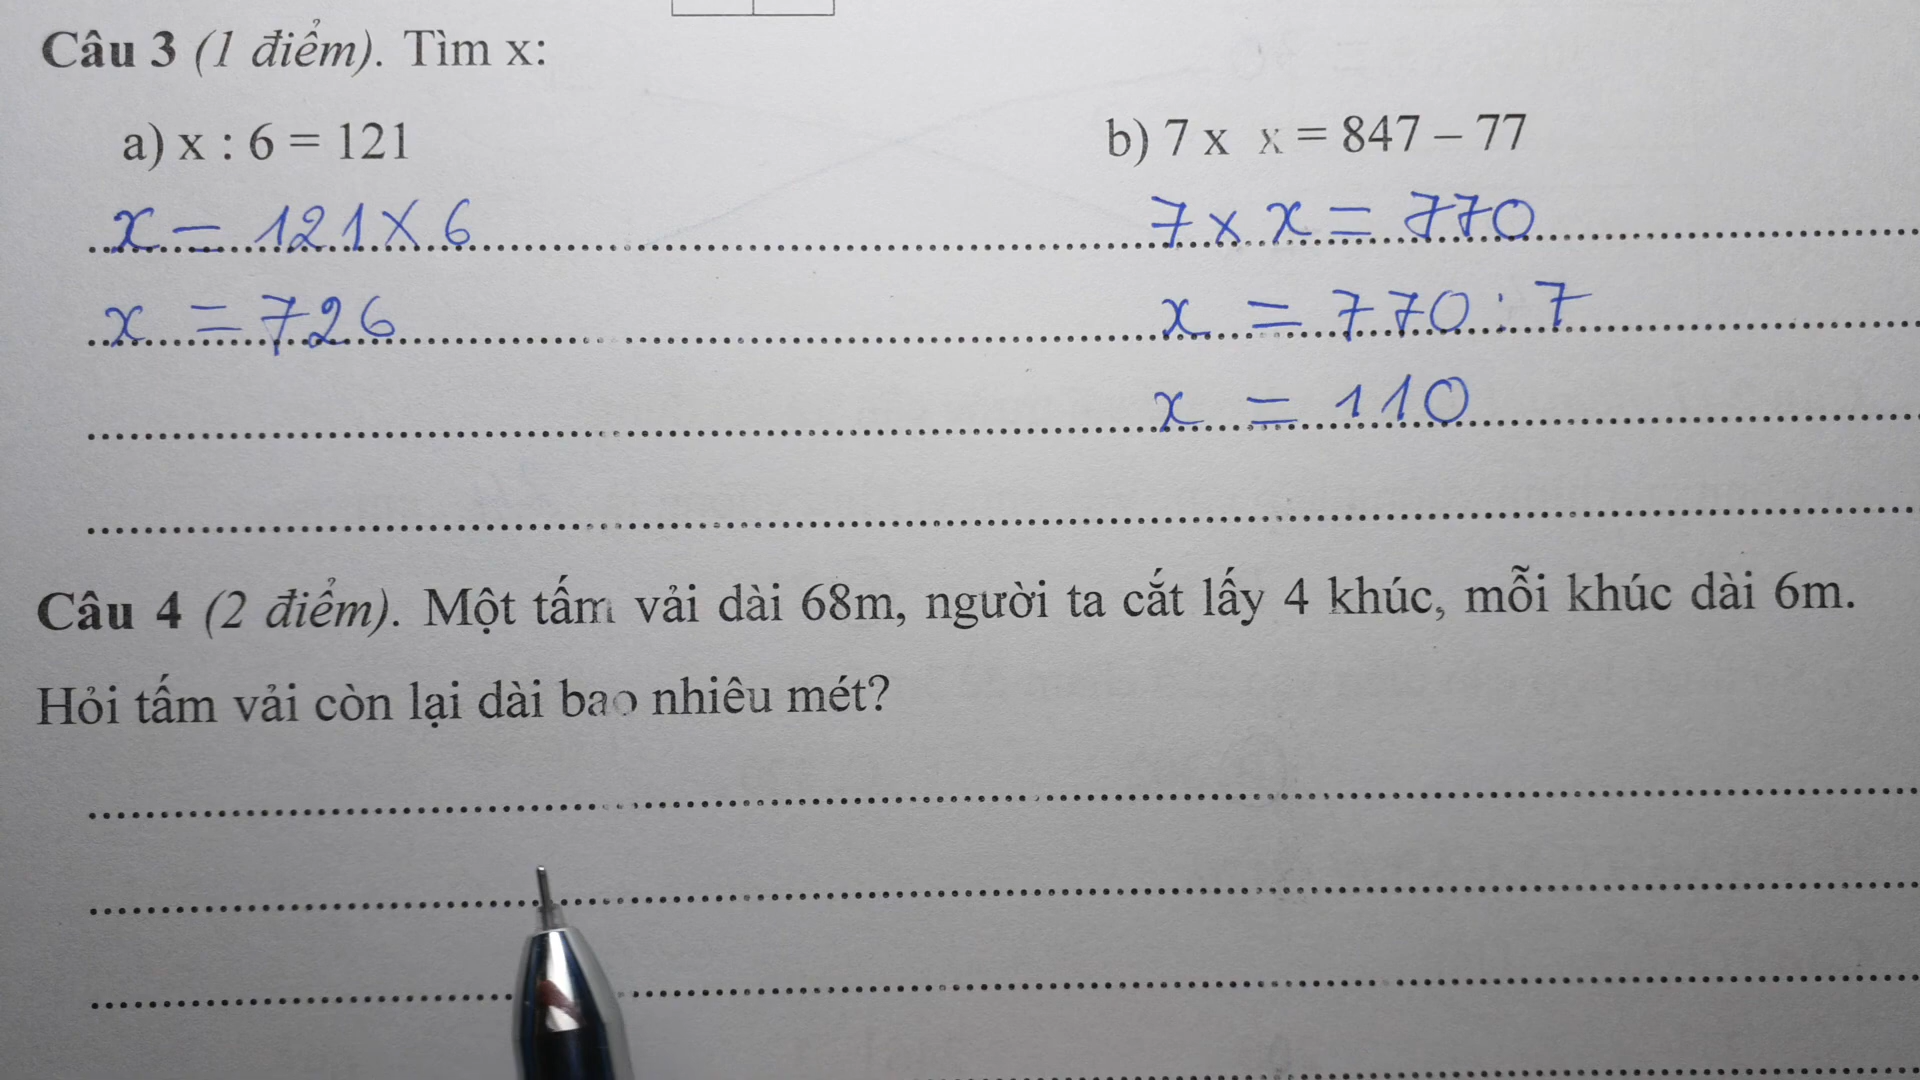 Câu 3 (1 điểm). Tìm x:
a) x : 6 = 121
b) 7 x x = 847 – 77
x = 121 x 6
7 x x = 770
x = 726
x = 770 : 7
x = 110
Câu 4 (2 điểm). Một tấm vải dài 68m, người ta cắt lấy 4 khúc, mỗi khúc dài 6m.
Hỏi tấm vải còn lại dài bao nhiêu mét?